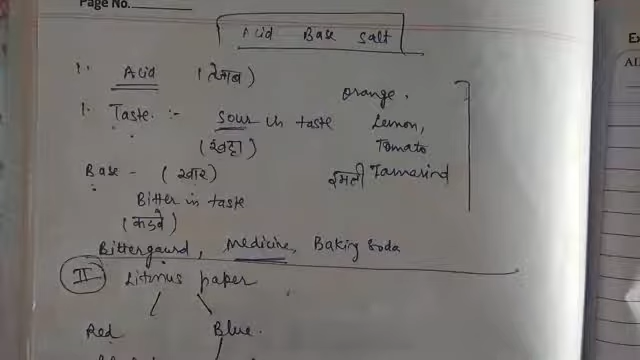 Page No.
Acid Base Salt
1. Acid (तेजाब)
orange.
1. Taste :- Sour in taste
Lemon,
(खट्टा)
Tomato
Base - (खार)
इमली Tamarind
Bitter in taste
(कडवे)
Bittergaurd, Medicine, Baking Soda
II Litmus paper
Red Blue.